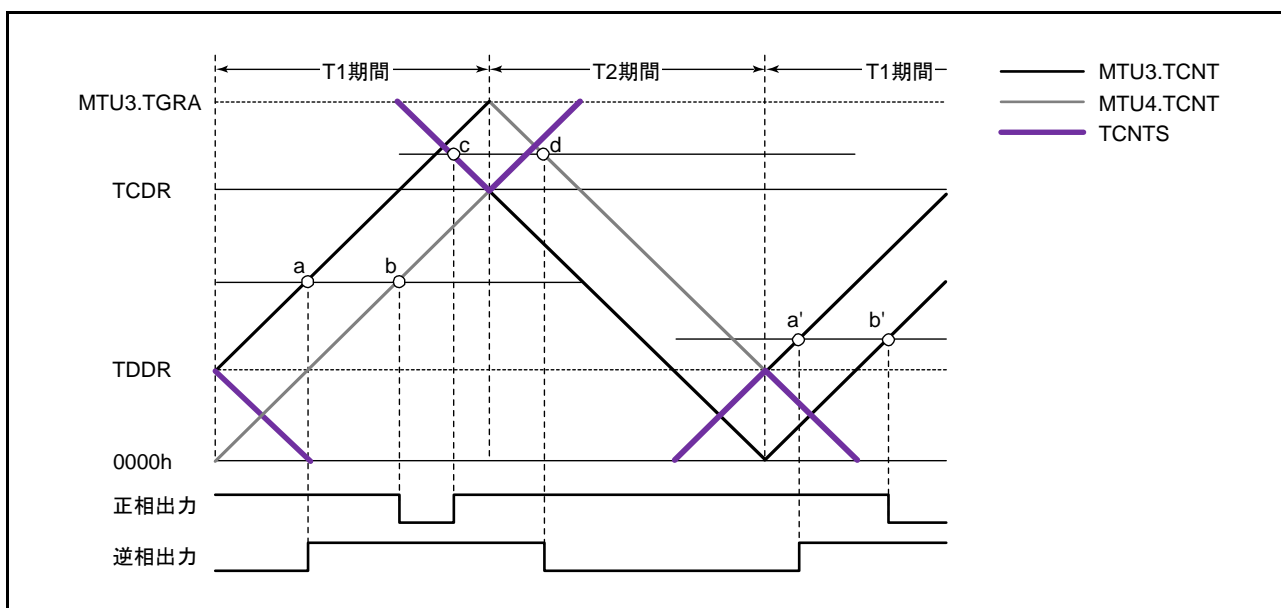 T1期間
T2期間
T1期間
MTU3.TCNT
MTU4.TCNT
TCNTS
MTU3.TGRA
c
d
TCDR
a
b
a'
b'
TDDR
0000h
正相出力
逆相出力